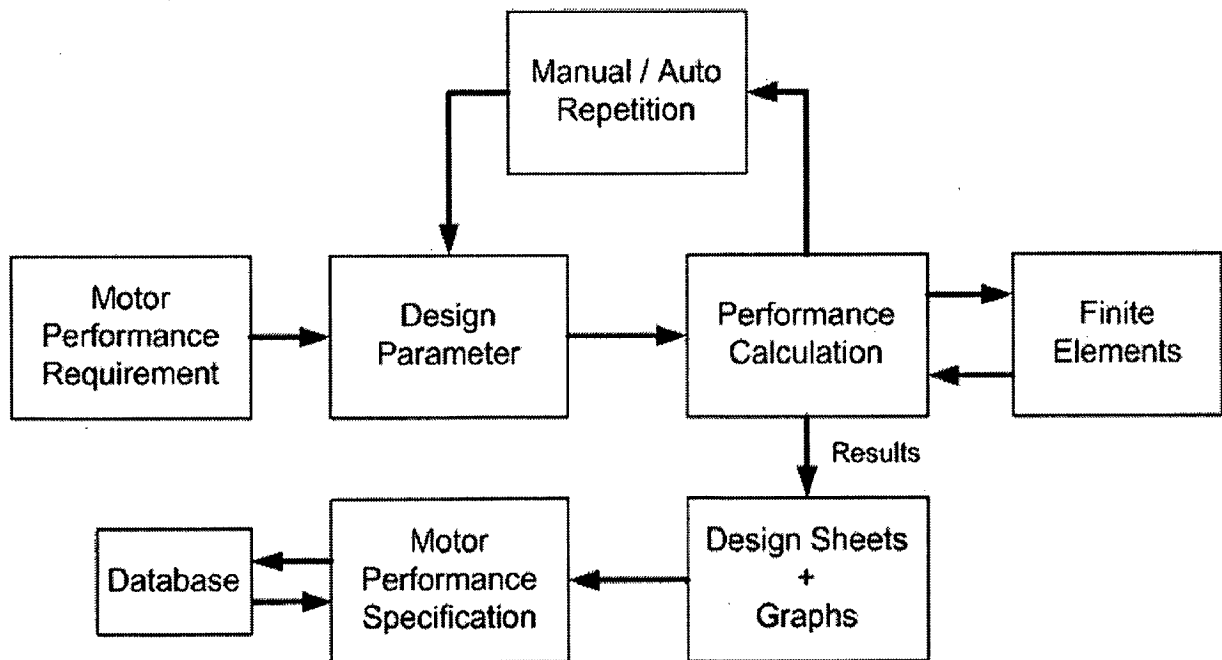 Manual / Auto
Repetition
Motor
Performance
Requirement
Design
Parameter
Performance
Calculation
Finite
Elements
Results
Database
Motor
Performance
Specification
Design Sheets
+
Graphs